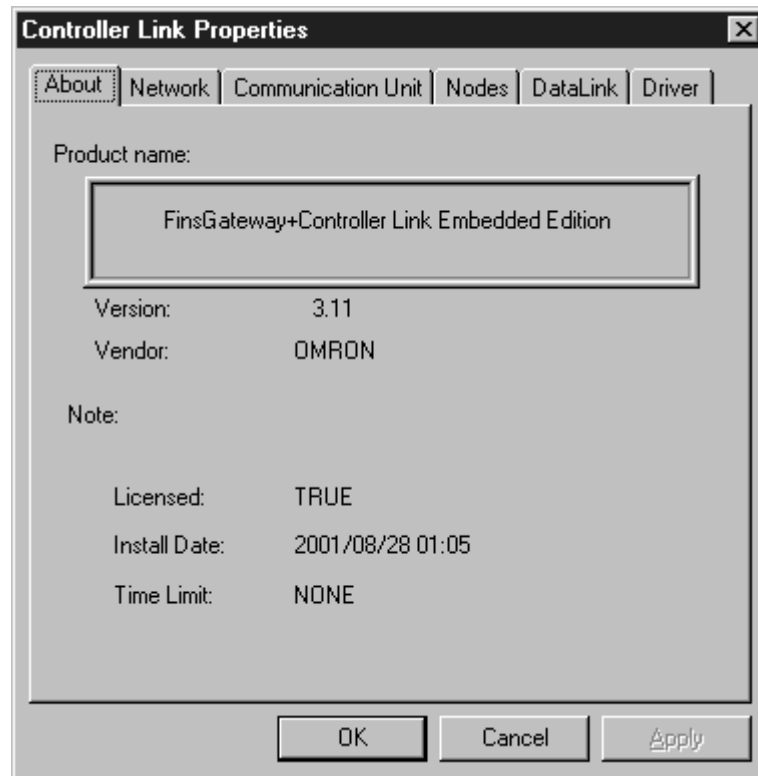 Controller Link Properties
About Network Communication Unit Nodes DataLink Driver
Product name:
FinsGateway+Controller Link Embedded Edition
Version: 3.11
Vendor: OMRON
Note:
Licensed: TRUE
Install Date: 2001/08/28 01:05
Time Limit: NONE
OK Cancel Apply